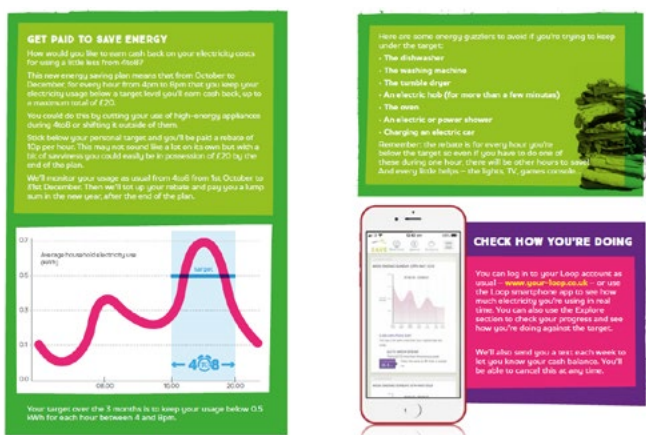 GET PAID TO SAVE ENERGY
How would you like to earn cash back on your electricity costs
for using a little less from 4to8?
This new energy saving plan means that from October to
December, for every hour from 4pm to 8pm that you keep your
electricity usage below a target level you'll earn cash back, up to
a maximum total of £20.
You could do this by cutting your use of high-energy appliances
during 4to8 or shifting it outside of them.
Stick below your personal target and you'll be paid a rebate of
10p per hour. This may not sound like a lot on its own but with a
bit of savviness you could easily be in possession of £20 by the
end of the plan.
We'll monitor your usage as usual from 4to8 from 1st October to
31st December. Then we'll tot up your rebate and pay you a lump
sum in the new year, after the end of the plan.
0.7
Average household electricity use
(kWh)
target
0.5
0.3
0.1
4 TO 8
0.0
08.00
16.00
20.00
Your target over the 3 months is to keep your usage below 0.5
kWh for each hour between 4 and 8pm.
Here are some energy guzzlers to avoid if you're trying to keep
under the target:
- The dishwasher
- The washing machine
- The tumble dryer
- An electric hob (for more than a few minutes)
- The oven
- An electric or power shower
- Charging an electric car
Remember: the rebate is for every hour you're
below the target so even if you have to do one of
these during one hour, there will be other hours to save!
And every little helps – the lights, TV, games console...
CHECK HOW YOU'RE DOING
You can log in to your Loop account as
usual – www.your-loop.co.uk – or use
the Loop smartphone app to see how
much electricity you're using in real
time. You can also use the Explore
section to check your progress and see
how you're doing against the target.
We'll also send you a text each week to
let you know your cash balance. You'll
be able to cancel this at any time.